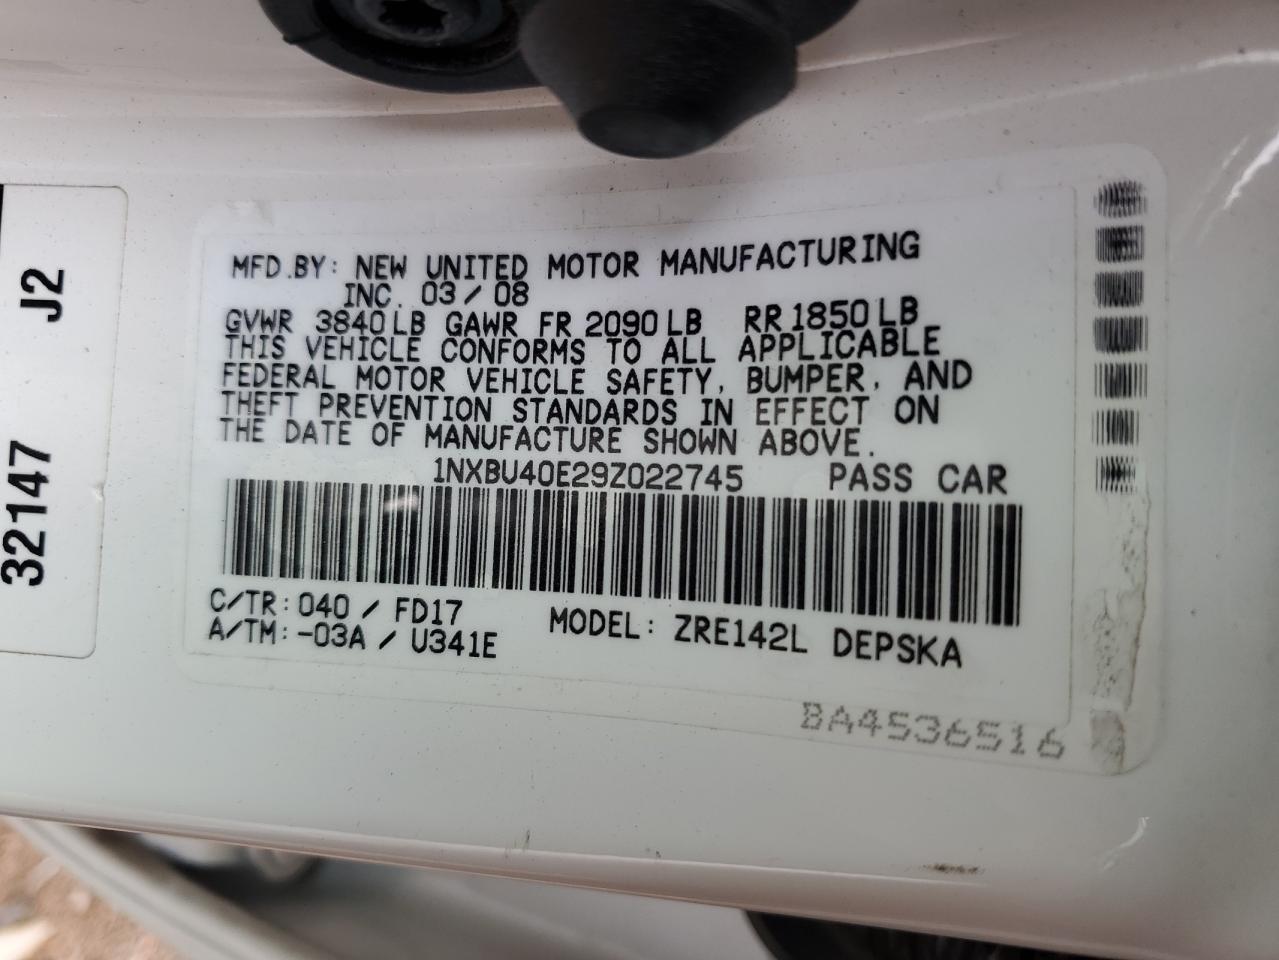 MFD.BY: NEW UNITED MOTOR MANUFACTURING
INC. 03/08
GVWR 3840LB GAWR FR 2090LB RR 1850LB
THIS VEHICLE CONFORMS TO ALL APPLICABLE
FEDERAL MOTOR VEHICLE SAFETY, BUMPER, AND
THEFT PREVENTION STANDARDS IN EFFECT ON
THE DATE OF MANUFACTURE SHOWN ABOVE.
1NXBU40E29Z022745 PASS CAR
C/TR: 040 / FD17 MODEL: ZRE142L DEPSKA
A/TM: -03A / U341E
BA4536516
32147 J2